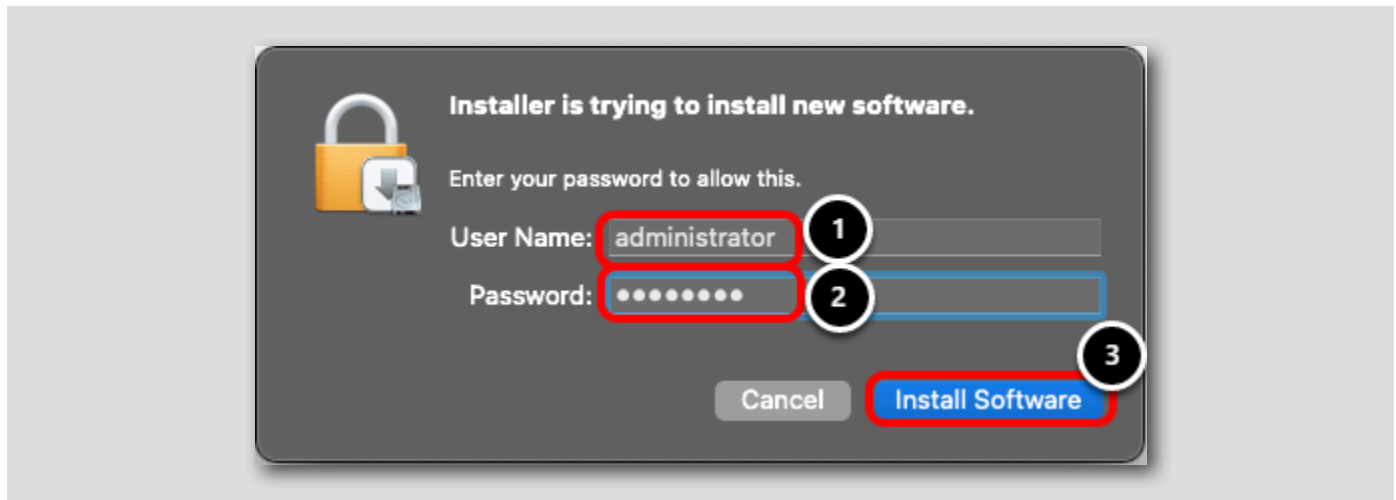 Installer is trying to install new software.
Enter your password to allow this.
User Name: administrator 1
Password: •••••••• 2
3
Cancel Install Software